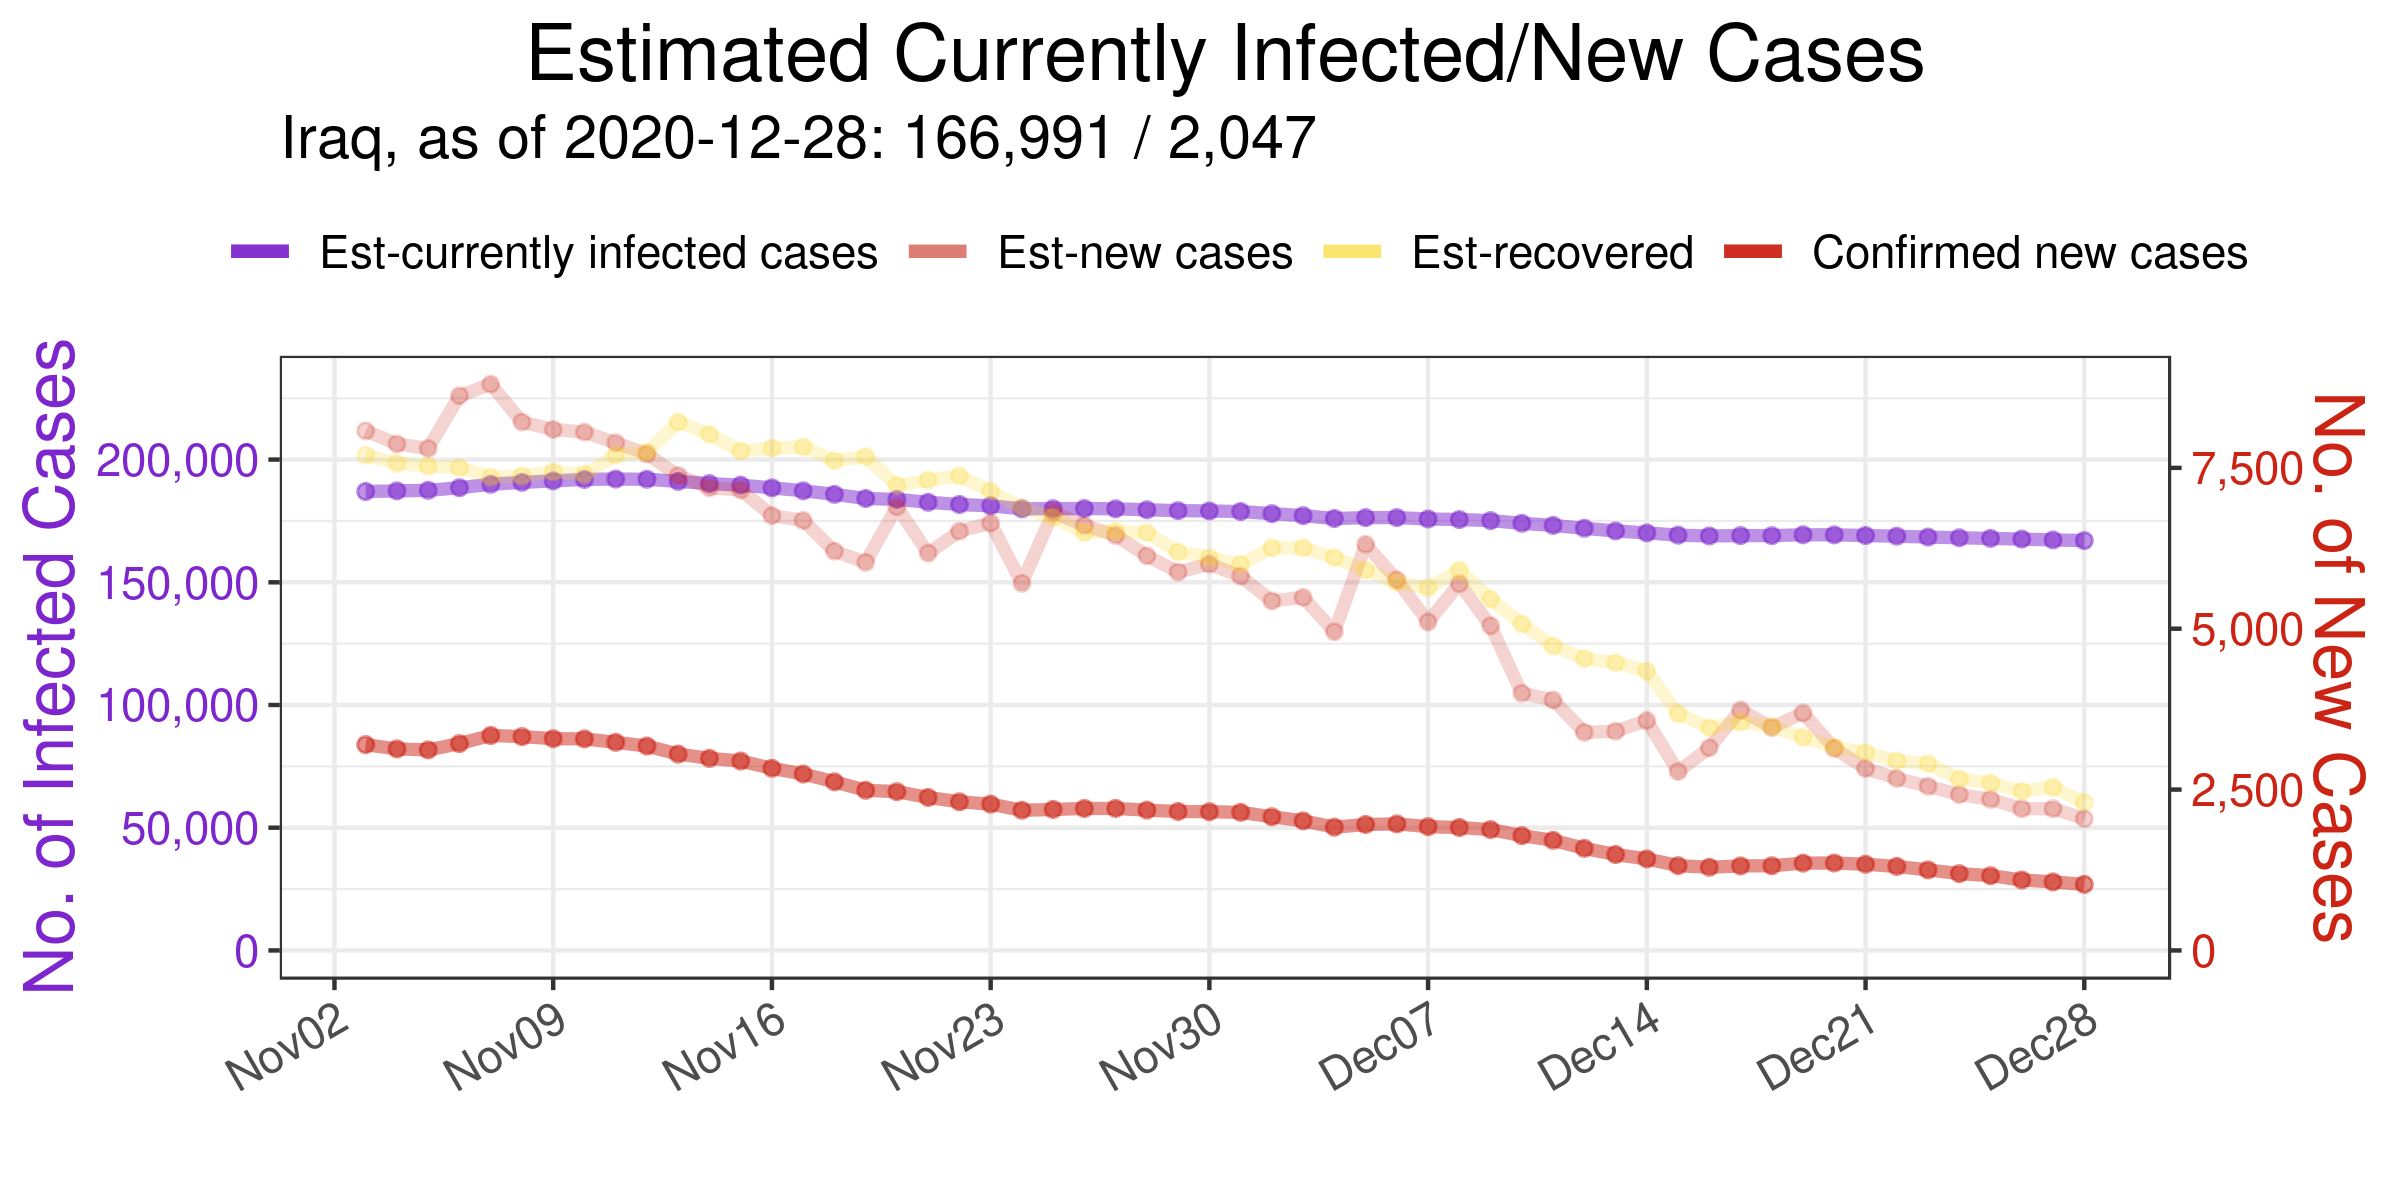 Estimated Currently Infected/New Cases
Iraq, as of 2020-12-28: 166,991 / 2,047
Est-currently infected cases Est-new cases Est-recovered Confirmed new cases
No. of Infected Cases
200,000
150,000
100,000
50,000
0
7,500
5,000
2,500
0
No. of New Cases
Nov02 Nov09 Nov16 Nov23 Nov30 Dec07 Dec14 Dec21 Dec28